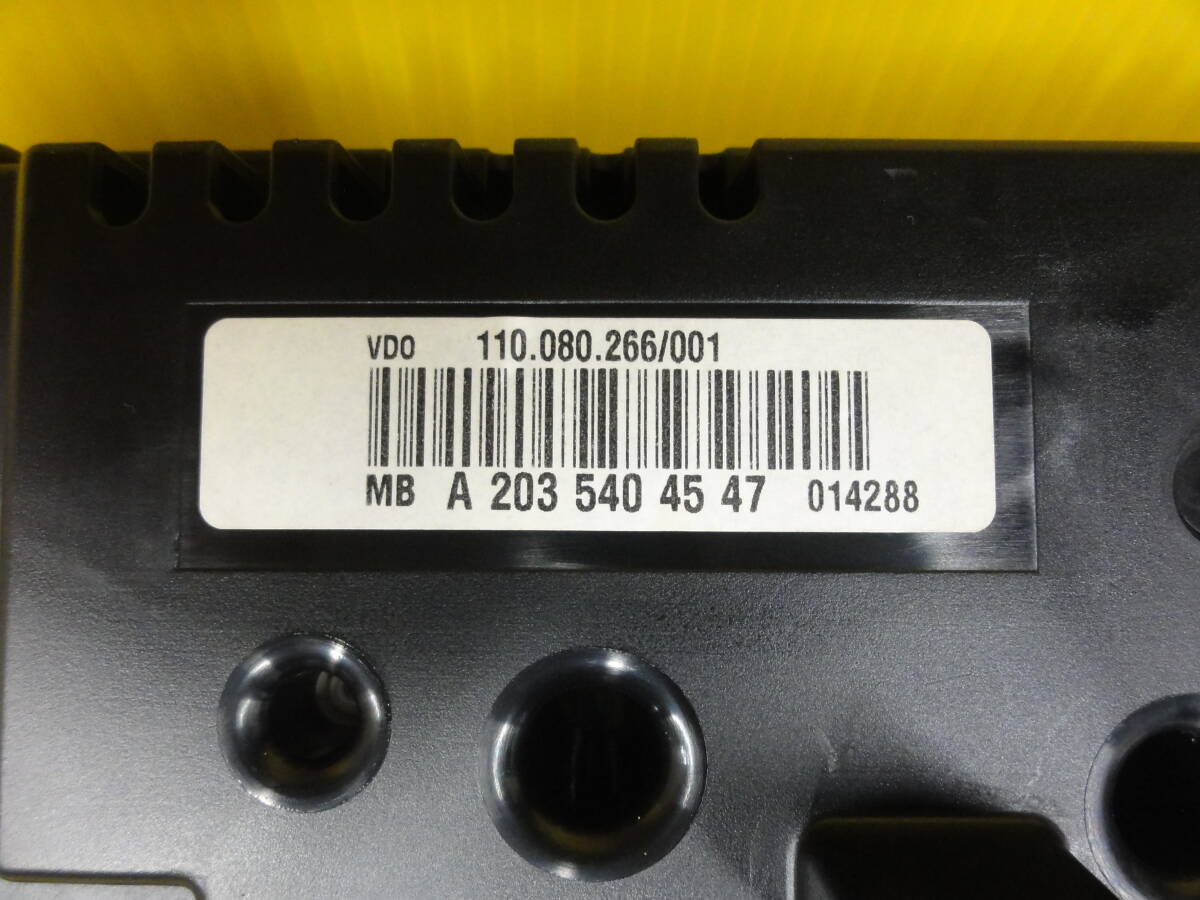 VDO 110.080.266/001
MB A 203 540 45 47 014288